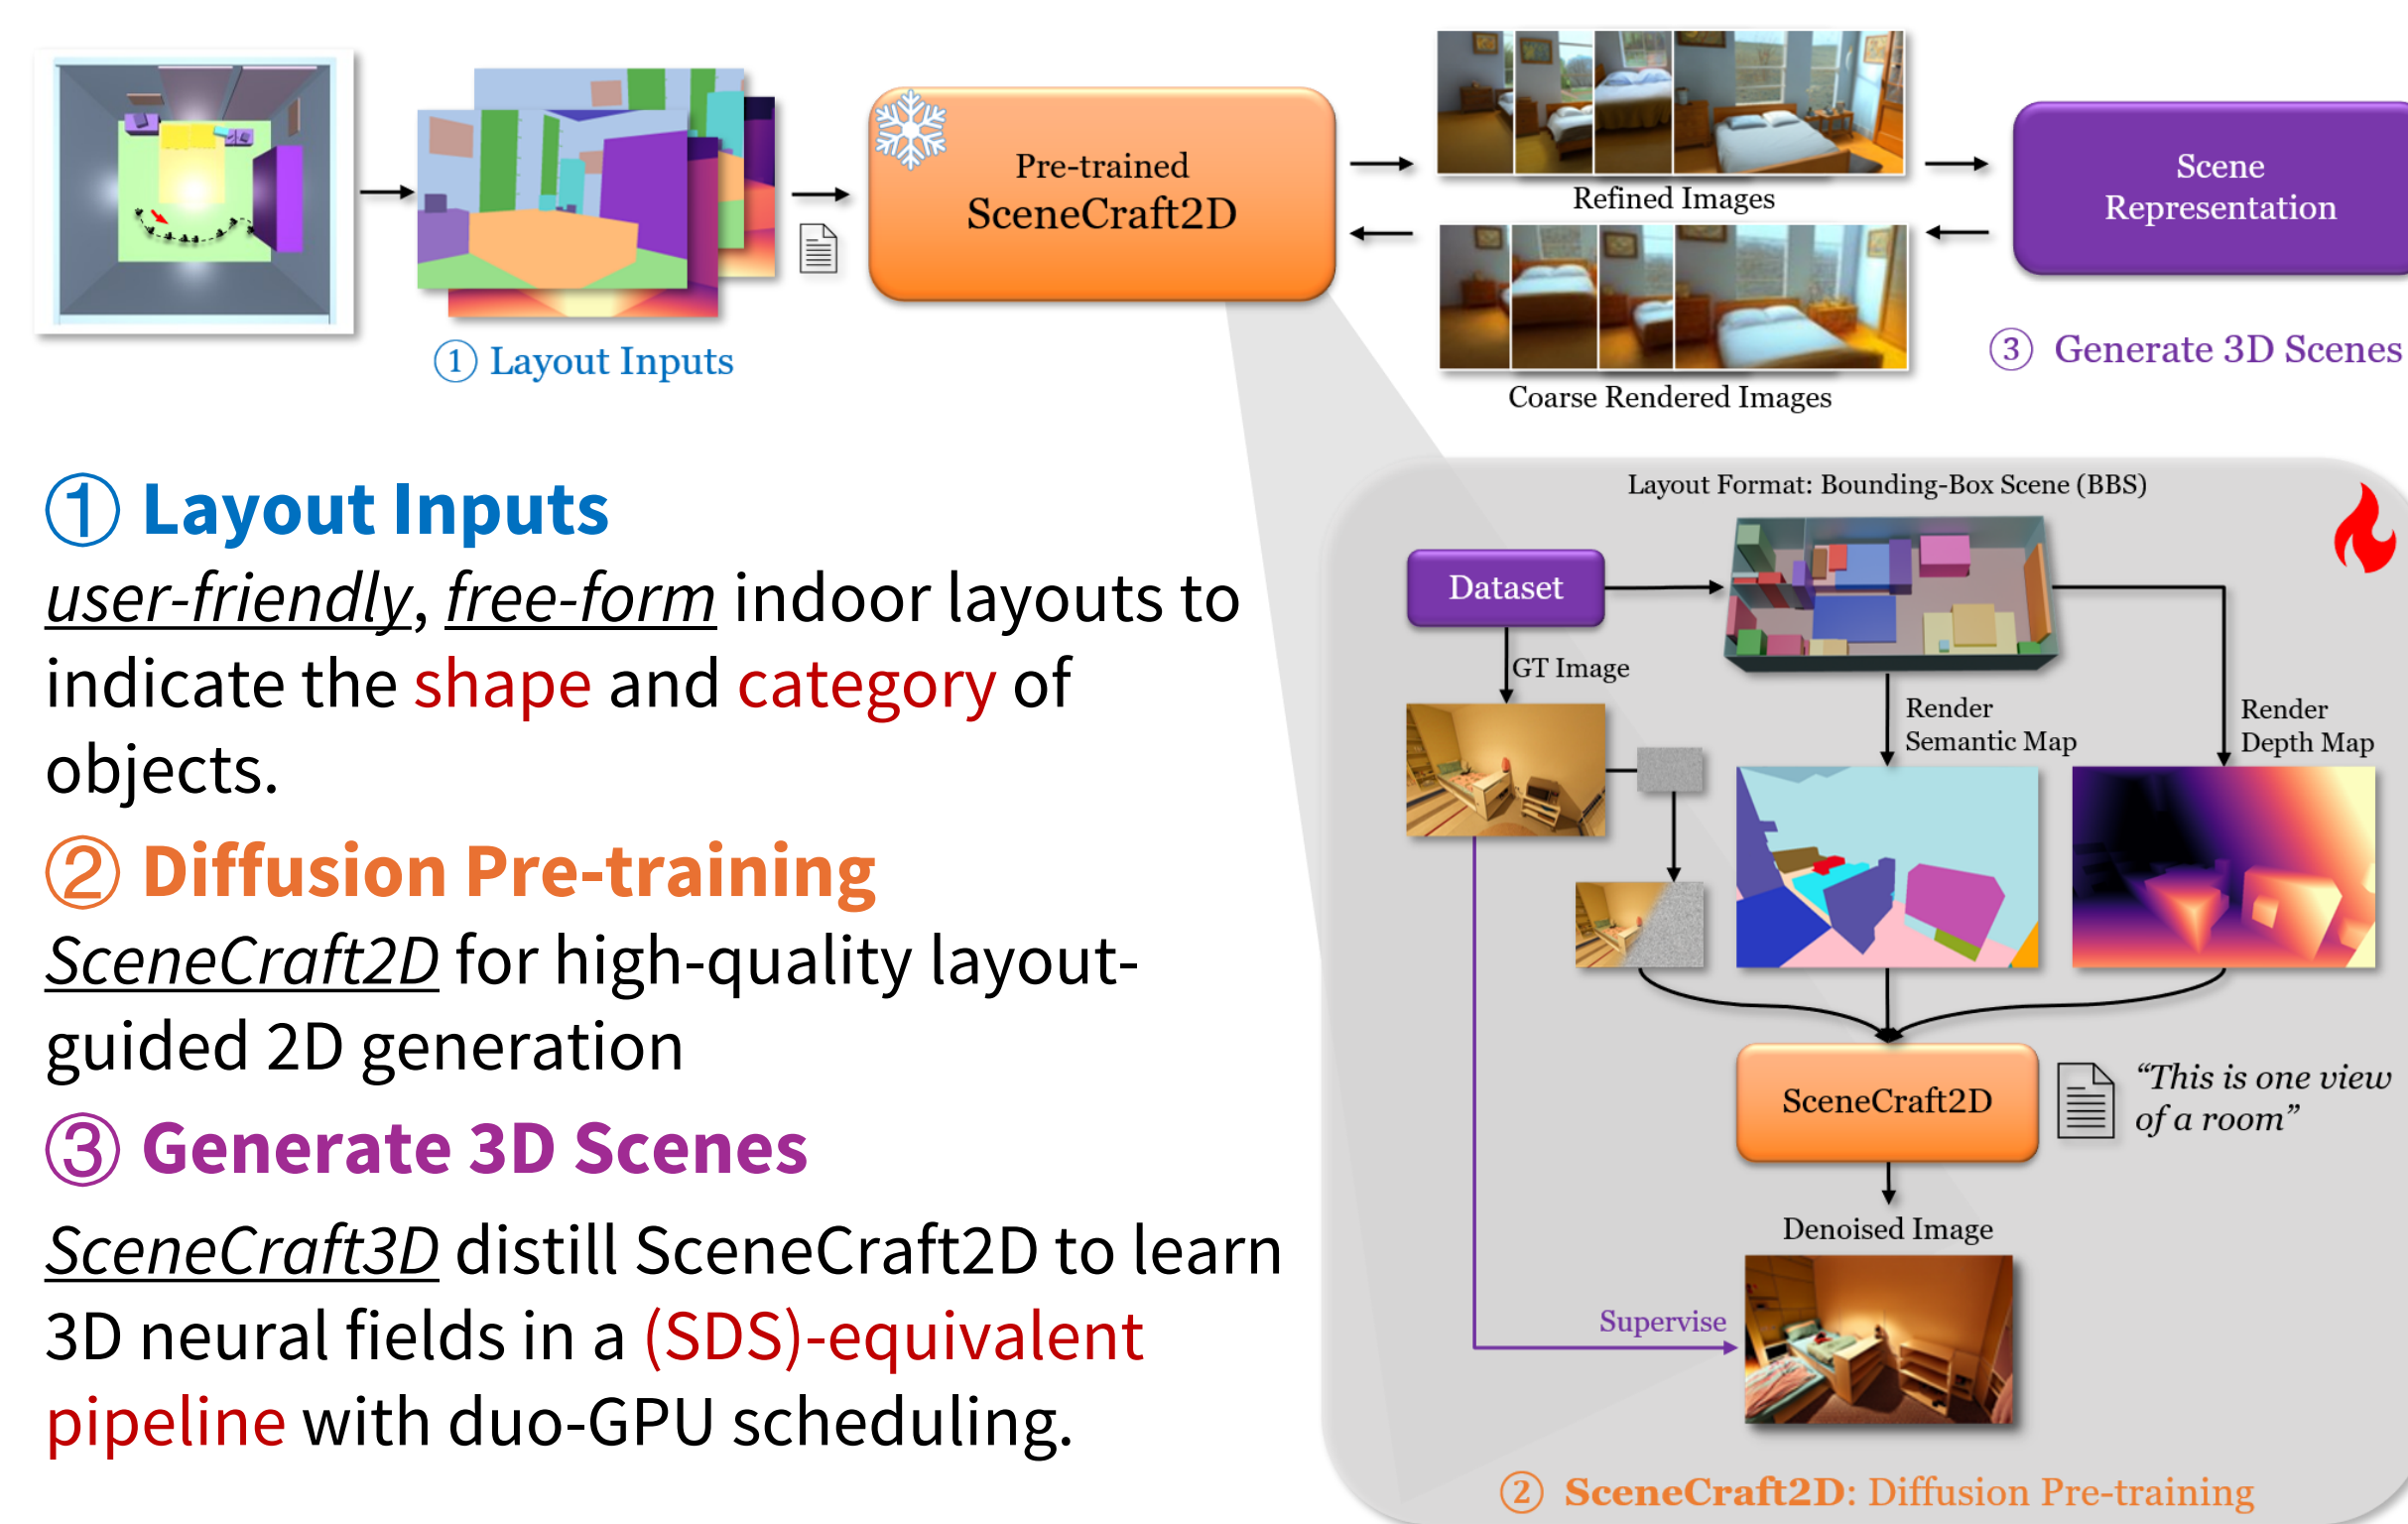 Pre-trained
SceneCraft2D
Refined Images
Coarse Rendered Images
Scene
Representation
① Layout Inputs
③ Generate 3D Scenes
① Layout Inputs
user-friendly, free-form indoor layouts to
indicate the shape and category of
objects.
② Diffusion Pre-training
SceneCraft2D for high-quality layout-
guided 2D generation
③ Generate 3D Scenes
SceneCraft3D distill SceneCraft2D to learn
3D neural fields in a (SDS)-equivalent
pipeline with duo-GPU scheduling.
Layout Format: Bounding-Box Scene (BBS)
Dataset
GT Image
Render
Semantic Map
Render
Depth Map
SceneCraft2D
“This is one view
of a room”
Denoised Image
Supervise
② SceneCraft2D: Diffusion Pre-training